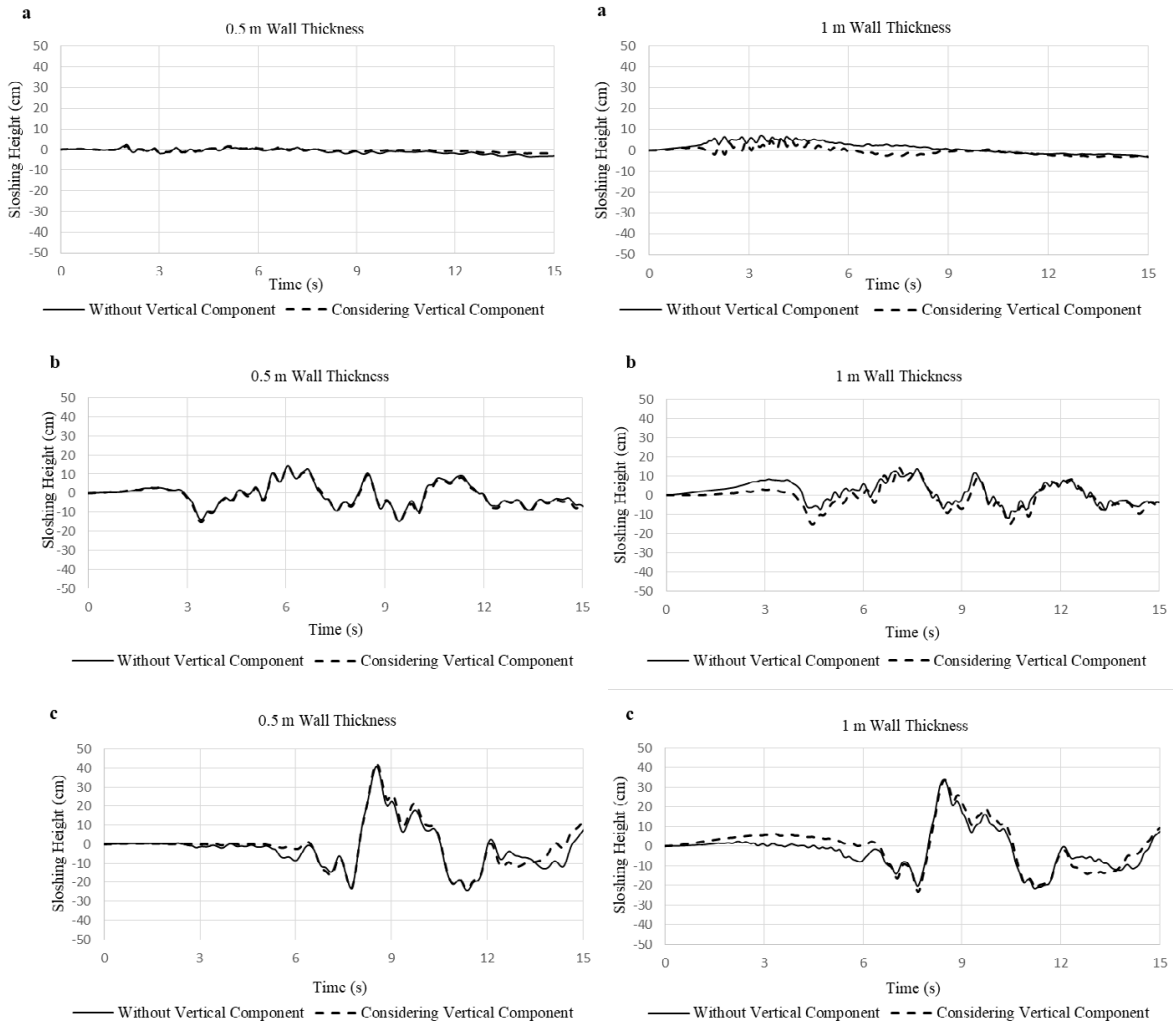 a
0.5 m Wall Thickness
50
40
30
20
10
0
-10
-20
-30
-40
-50
Sloshing Height (cm)
0 3 6 9 12 15
Time (s)
Without Vertical Component Considering Vertical Component
a
1 m Wall Thickness
50
40
30
20
10
0
-10
-20
-30
-40
-50
Sloshing Height (cm)
0 3 6 9 12 15
Time (s)
Without Vertical Component Considering Vertical Component
b
0.5 m Wall Thickness
50
40
30
20
10
0
-10
-20
-30
-40
-50
Sloshing Height (cm)
0 3 6 9 12 15
Time (s)
Without Vertical Component Considering Vertical Component
b
1 m Wall Thickness
50
40
30
20
10
0
-10
-20
-30
-40
-50
Sloshing Height (cm)
0 3 6 9 12 15
Time (s)
Without Vertical Component Considering Vertical Component
c
0.5 m Wall Thickness
50
40
30
20
10
0
-10
-20
-30
-40
-50
Sloshing Height (cm)
0 3 6 9 12 15
Time (s)
Without Vertical Component Considering Vertical Component
c
1 m Wall Thickness
50
40
30
20
10
0
-10
-20
-30
-40
-50
Sloshing Height (cm)
0 3 6 9 12 15
Time (s)
Without Vertical Component Considering Vertical Component